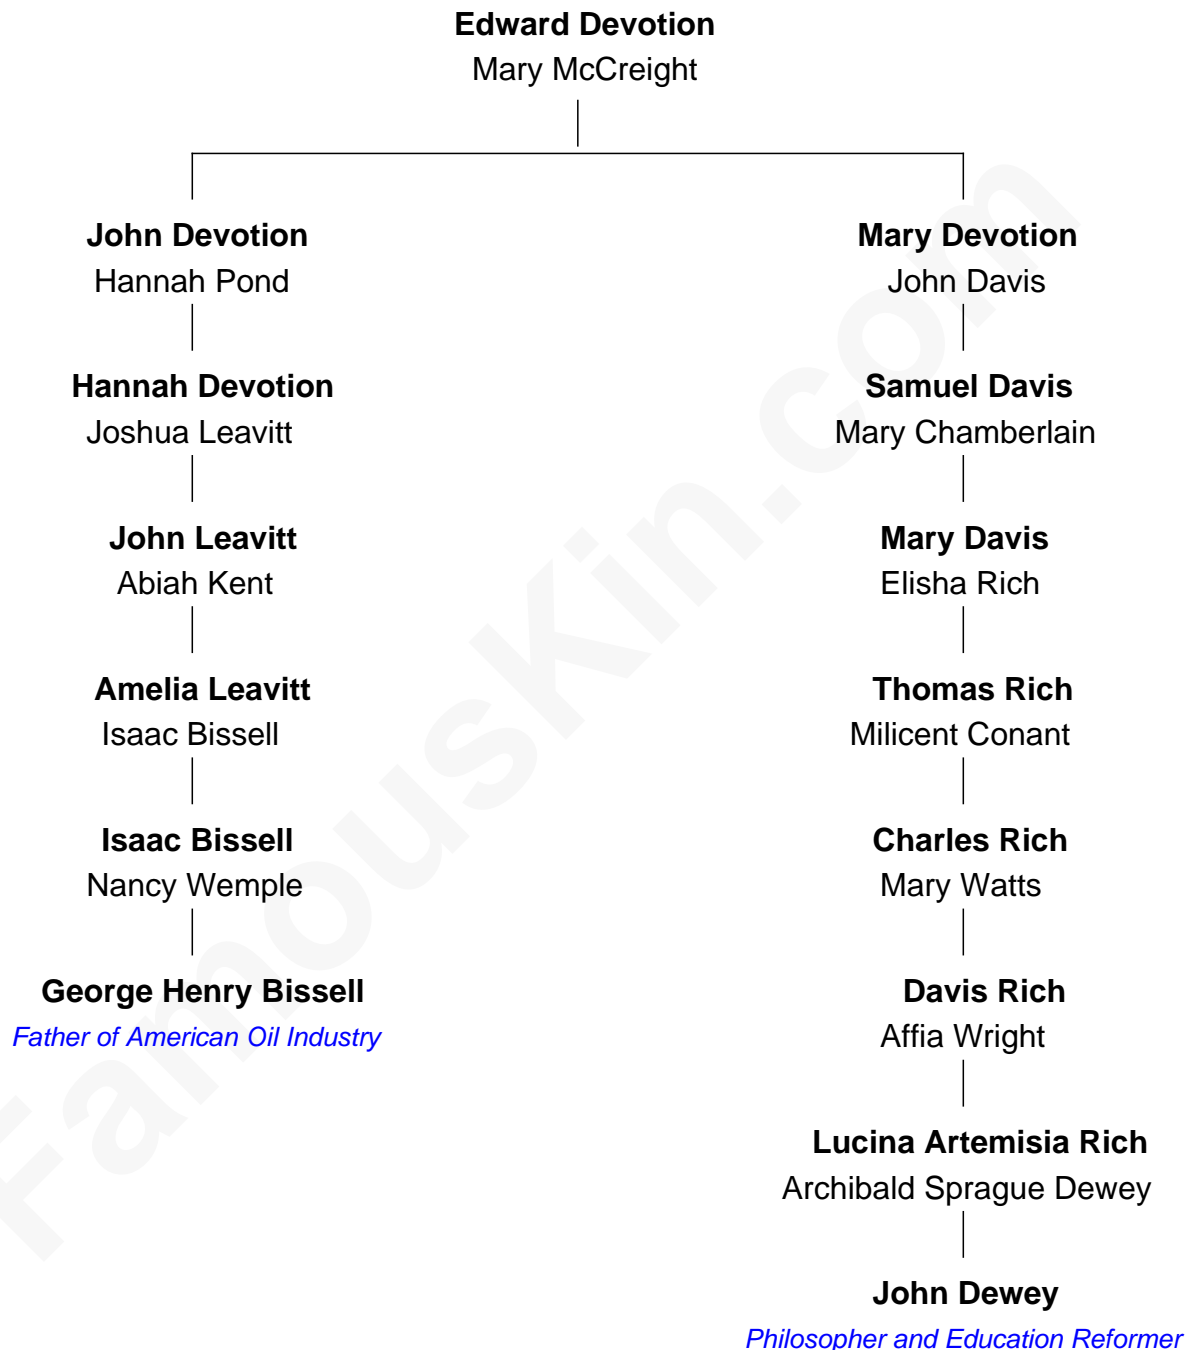 Edward Devotion
Mary McCreight
John Devotion
Hannah Pond
Mary Devotion
John Davis
Hannah Devotion
Joshua Leavitt
Samuel Davis
Mary Chamberlain
John Leavitt
Abiah Kent
Mary Davis
Elisha Rich
Amelia Leavitt
Isaac Bissell
Thomas Rich
Milicent Conant
Isaac Bissell
Nancy Wemple
Charles Rich
Mary Watts
George Henry Bissell
Father of American Oil Industry
Davis Rich
Affia Wright
Lucina Artemisia Rich
Archibald Sprague Dewey
John Dewey
Philosopher and Education Reformer
FamousKin.com